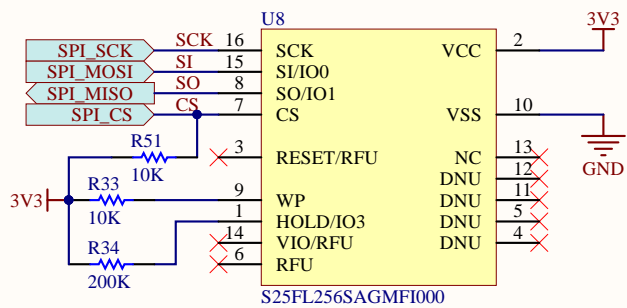 U8
3V3
SPI_SCK SCK 16 SCK VCC 2
SPI_MOSI SI 15 SI/IO0
SPI_MISO SO 8 SO/IO1
SPI_CS CS 7 CS VSS 10
R51
10K
3 RESET/RFU NC 13
GND
DNU 12
R33
3V3
10K
9 WP DNU 11
1 HOLD/IO3 DNU 5
R34
200K
14 VIO/RFU DNU 4
6 RFU
S25FL256SAGMFI000